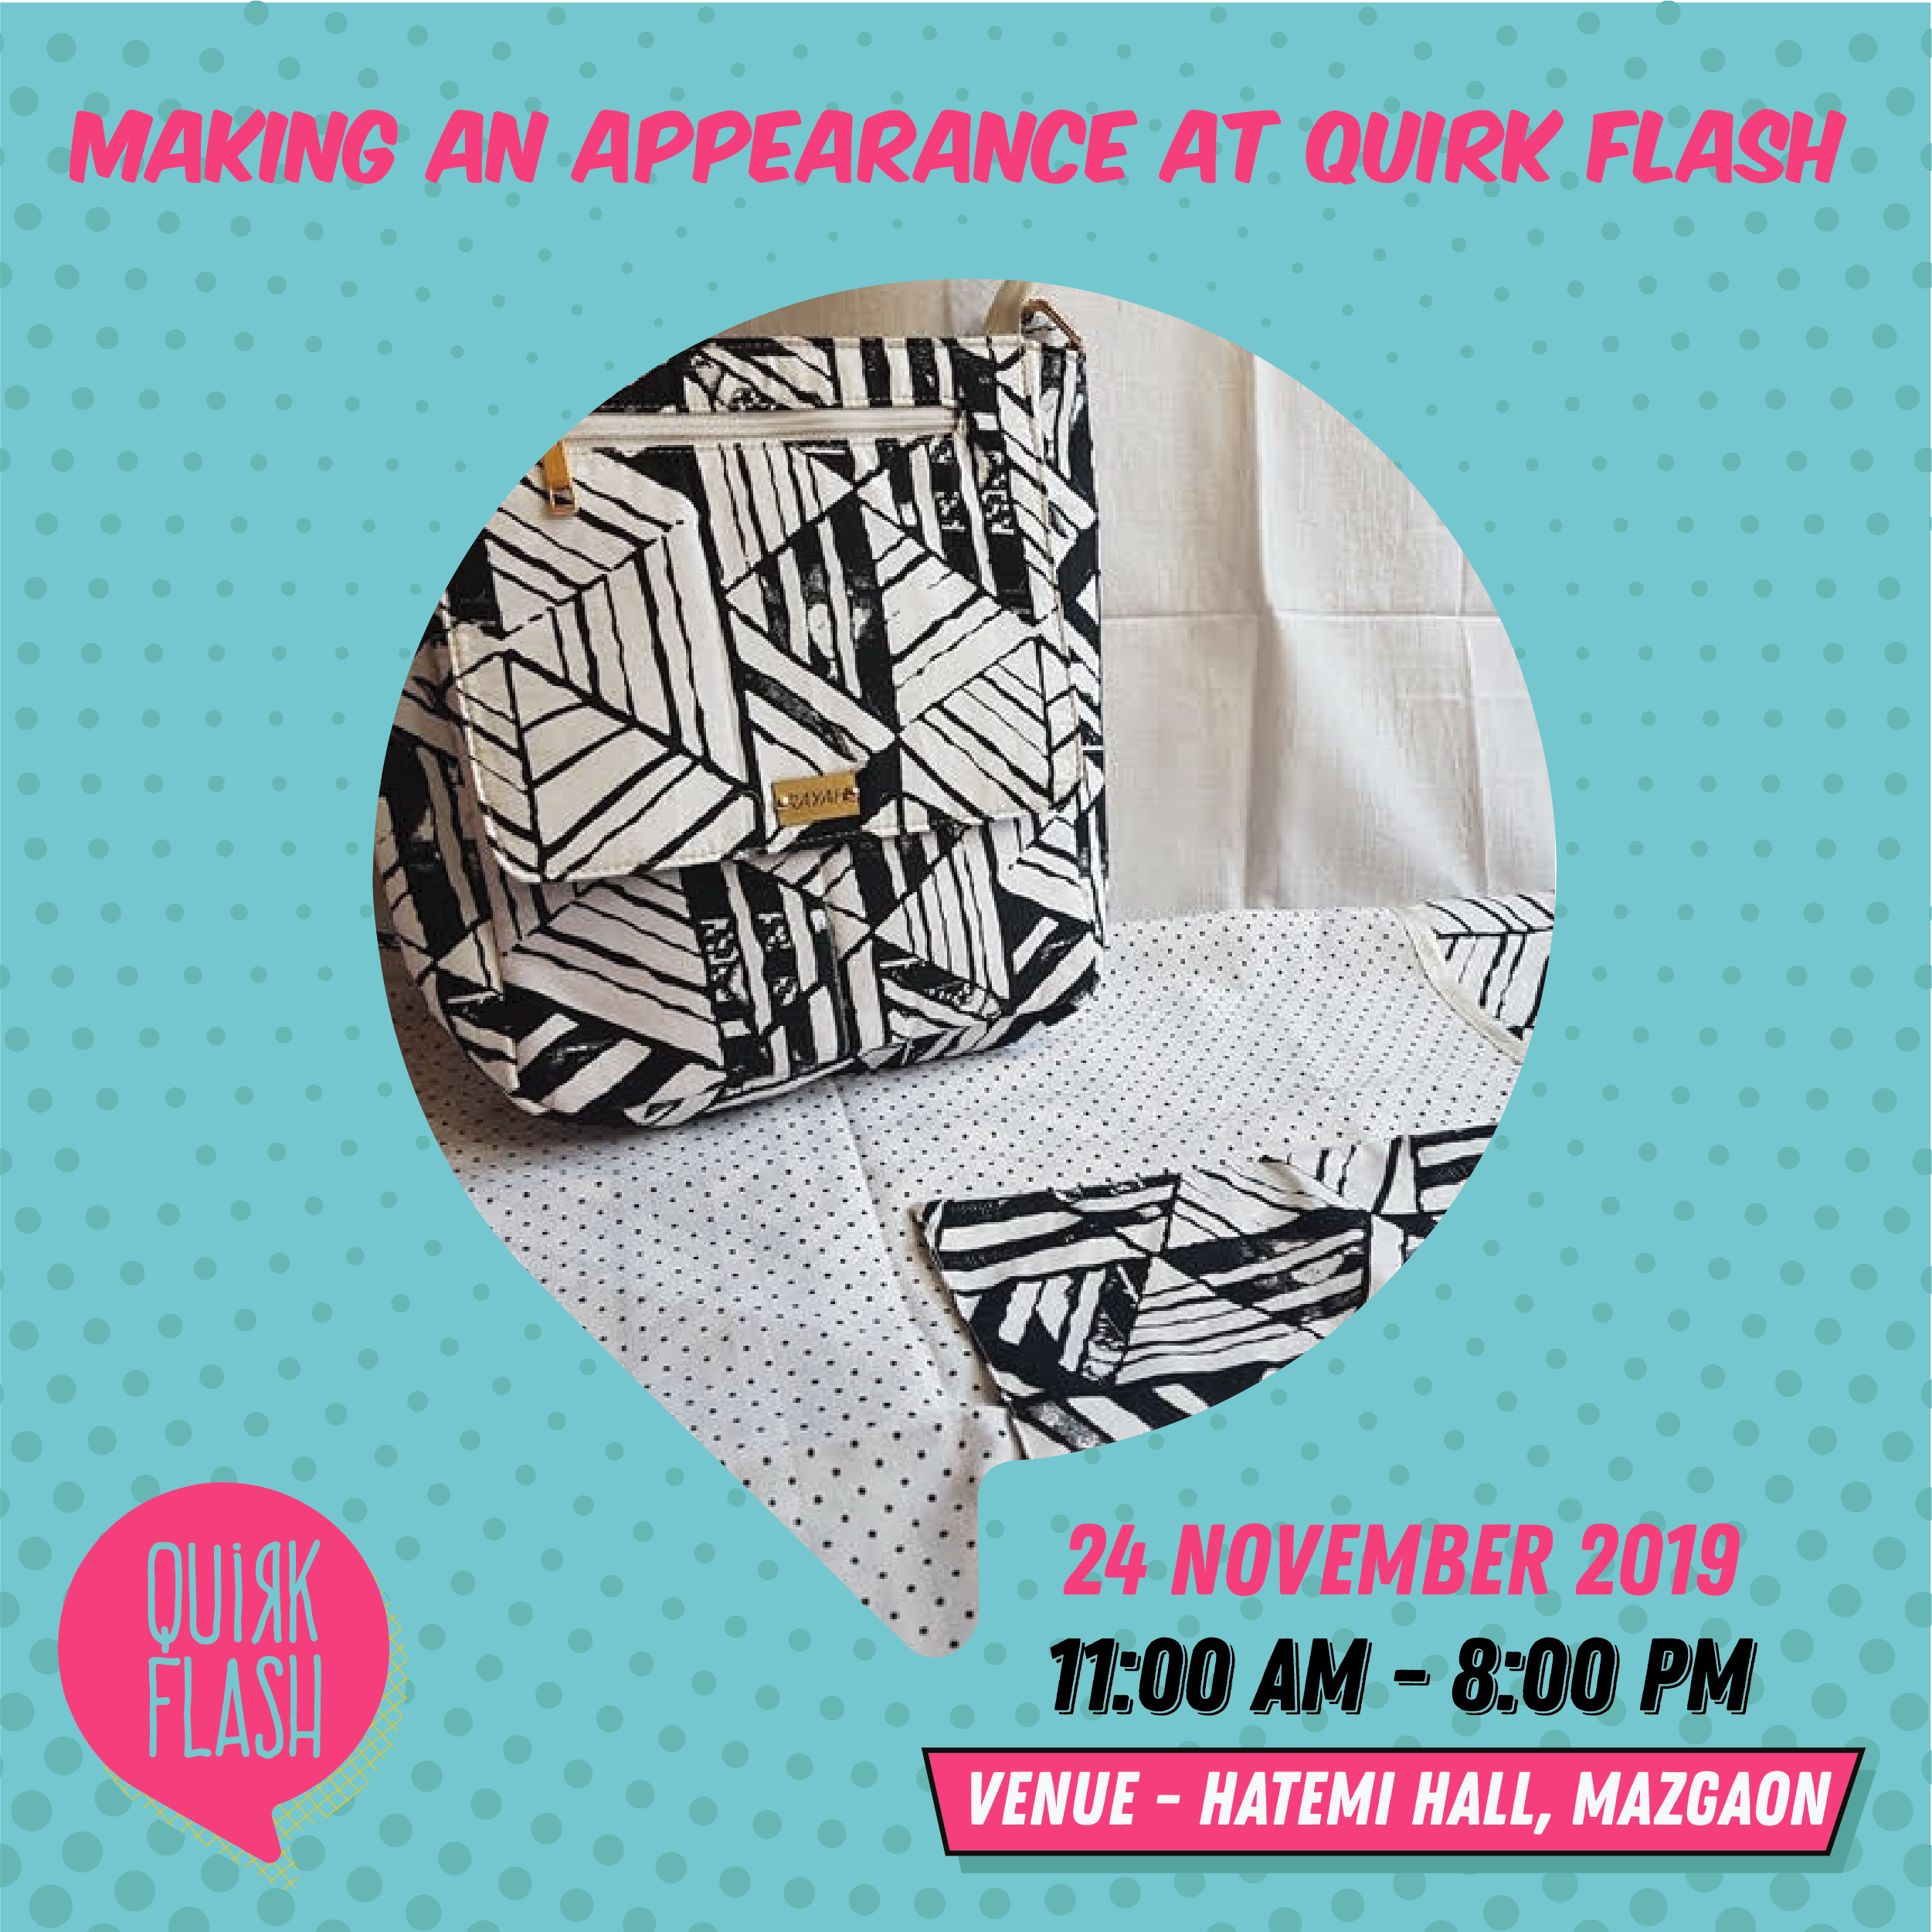 MAKING AN APPEARANCE AT QUIRK FLASH
QUiRK
FLASH
24 NOVEMBER 2019
11:00 AM - 8:00 PM
VENUE - HATEMI HALL, MAZGAON